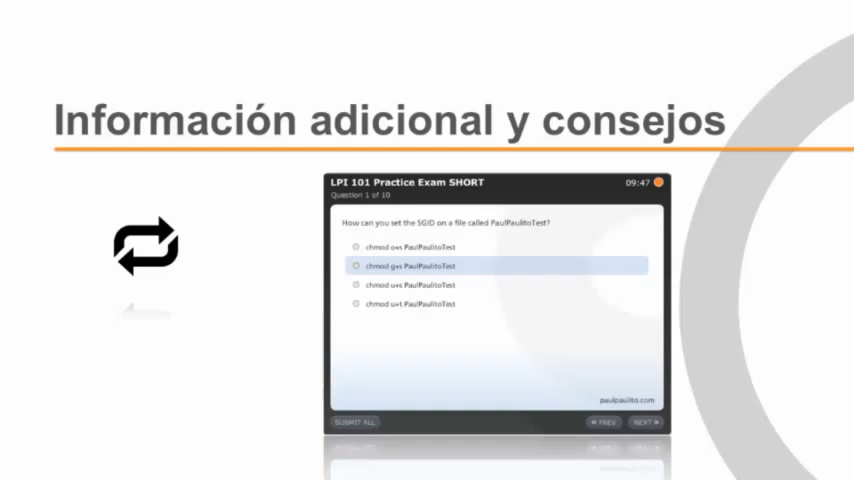 Información adicional y consejos
LPI 101 Practice Exam SHORT
09:47
Question 1 of 10
How can you set the SGID on a file called PaulPaulitoTest?
chmod o+s PaulPaulitoTest
chmod g+s PaulPaulitoTest
chmod u+s PaulPaulitoTest
chmod u+t PaulPaulitoTest
paulpaulito.com
SUBMIT ALL
PREV
NEXT